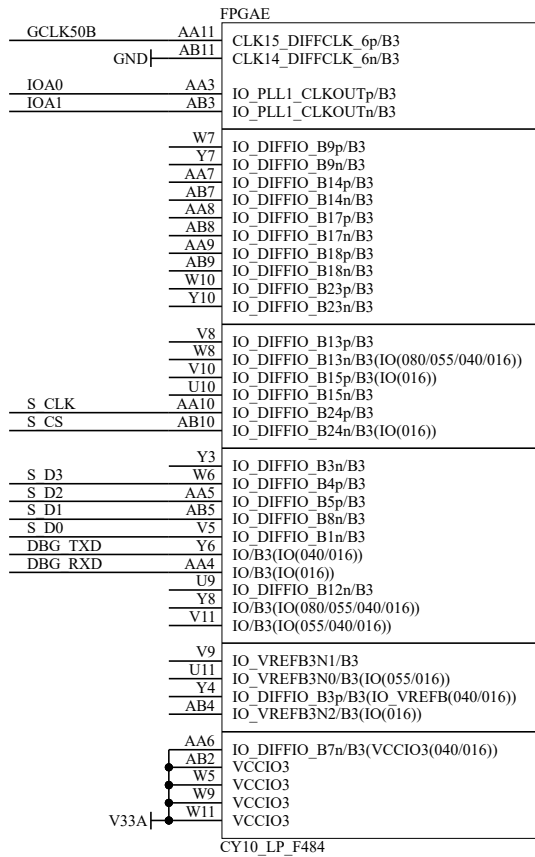 FPGAE
GCLK50B AA11 CLK15_DIFFCLK_6p/B3
GND AB11 CLK14_DIFFCLK_6n/B3
IOA0 AA3 IO_PLL1_CLKOUTp/B3
IOA1 AB3 IO_PLL1_CLKOUTn/B3
W7 IO_DIFFIO_B9p/B3
Y7 IO_DIFFIO_B9n/B3
AA7 IO_DIFFIO_B14p/B3
AB7 IO_DIFFIO_B14n/B3
AA8 IO_DIFFIO_B17p/B3
AB8 IO_DIFFIO_B17n/B3
AA9 IO_DIFFIO_B18p/B3
AB9 IO_DIFFIO_B18n/B3
W10 IO_DIFFIO_B23p/B3
Y10 IO_DIFFIO_B23n/B3
V8 IO_DIFFIO_B13p/B3
W8 IO_DIFFIO_B13n/B3(IO(080/055/040/016))
V10 IO_DIFFIO_B15p/B3(IO(016))
U10 IO_DIFFIO_B15n/B3
S_CLK AA10 IO_DIFFIO_B24p/B3
S_CS AB10 IO_DIFFIO_B24n/B3(IO(016))
Y3 IO_DIFFIO_B3n/B3
S_D3 W6 IO_DIFFIO_B4p/B3
S_D2 AA5 IO_DIFFIO_B5p/B3
S_D1 AB5 IO_DIFFIO_B8n/B3
S_D0 V5 IO_DIFFIO_B1n/B3
DBG_TXD Y6 IO/B3(IO(040/016))
DBG_RXD AA4 IO/B3(IO(016))
U9 IO_DIFFIO_B12n/B3
Y8 IO/B3(IO(080/055/040/016))
V11 IO/B3(IO(055/040/016))
V9 IO_VREFB3N1/B3
U11 IO_VREFB3N0/B3(IO(055/016))
Y4 IO_DIFFIO_B3p/B3(IO_VREFB(040/016))
AB4 IO_VREFB3N2/B3(IO(016))
AA6 IO_DIFFIO_B7n/B3(VCCIO3(040/016))
AB2 VCCIO3
W5 VCCIO3
W9 VCCIO3
V33A W11 VCCIO3
CY10_LP_F484